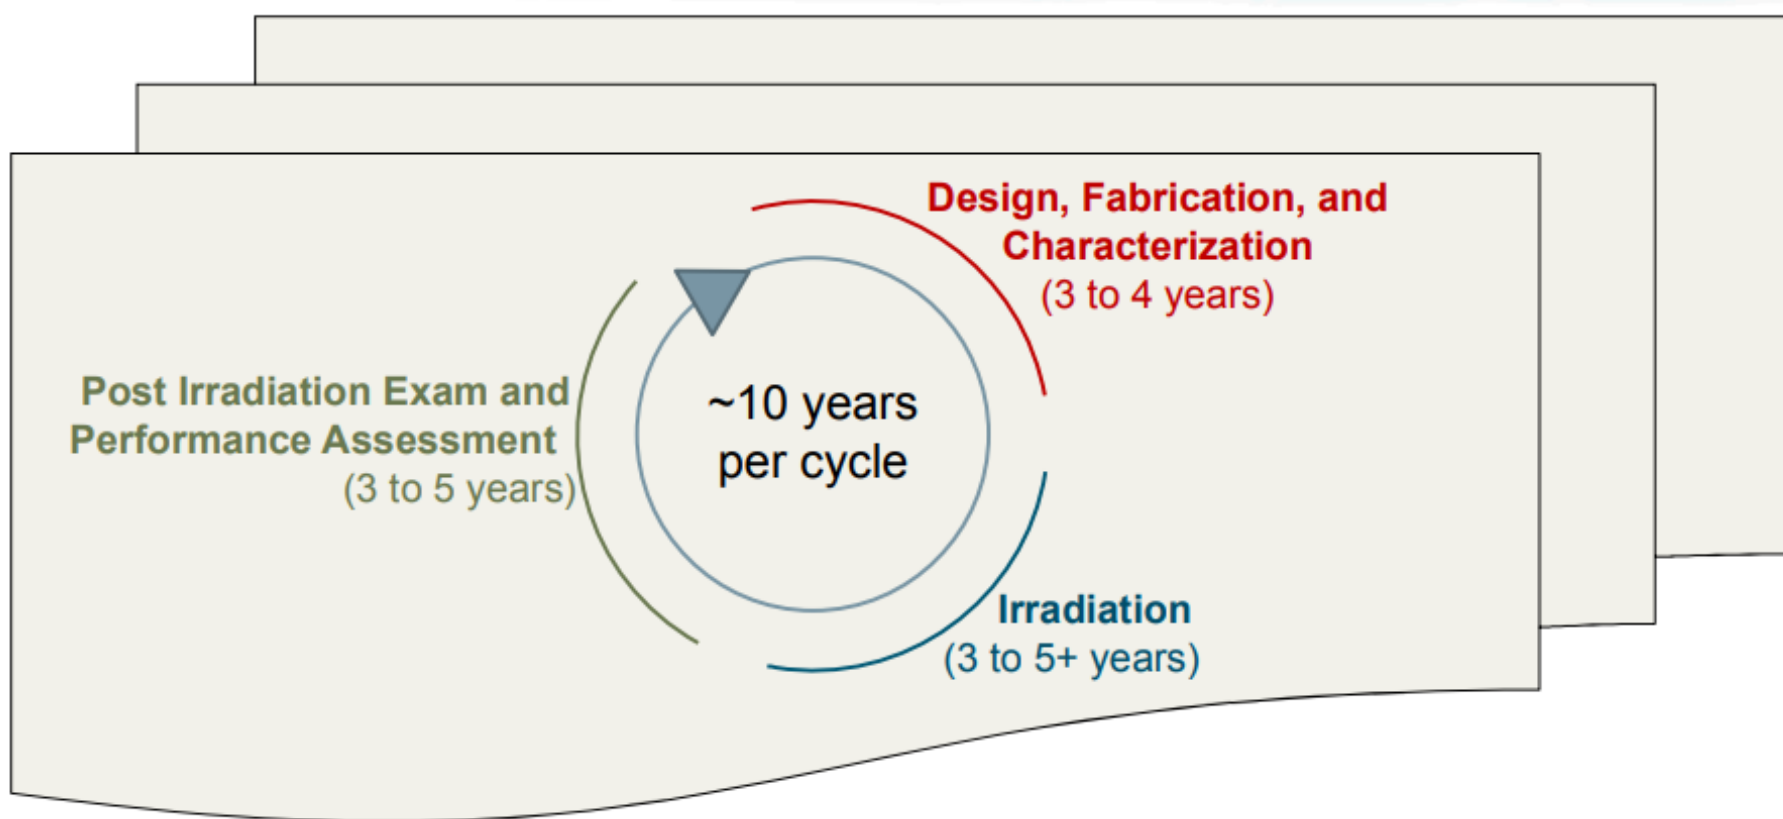 Design, Fabrication, and
Characterization
(3 to 4 years)
Post Irradiation Exam and
Performance Assessment
(3 to 5 years)
~10 years
per cycle
Irradiation
(3 to 5+ years)